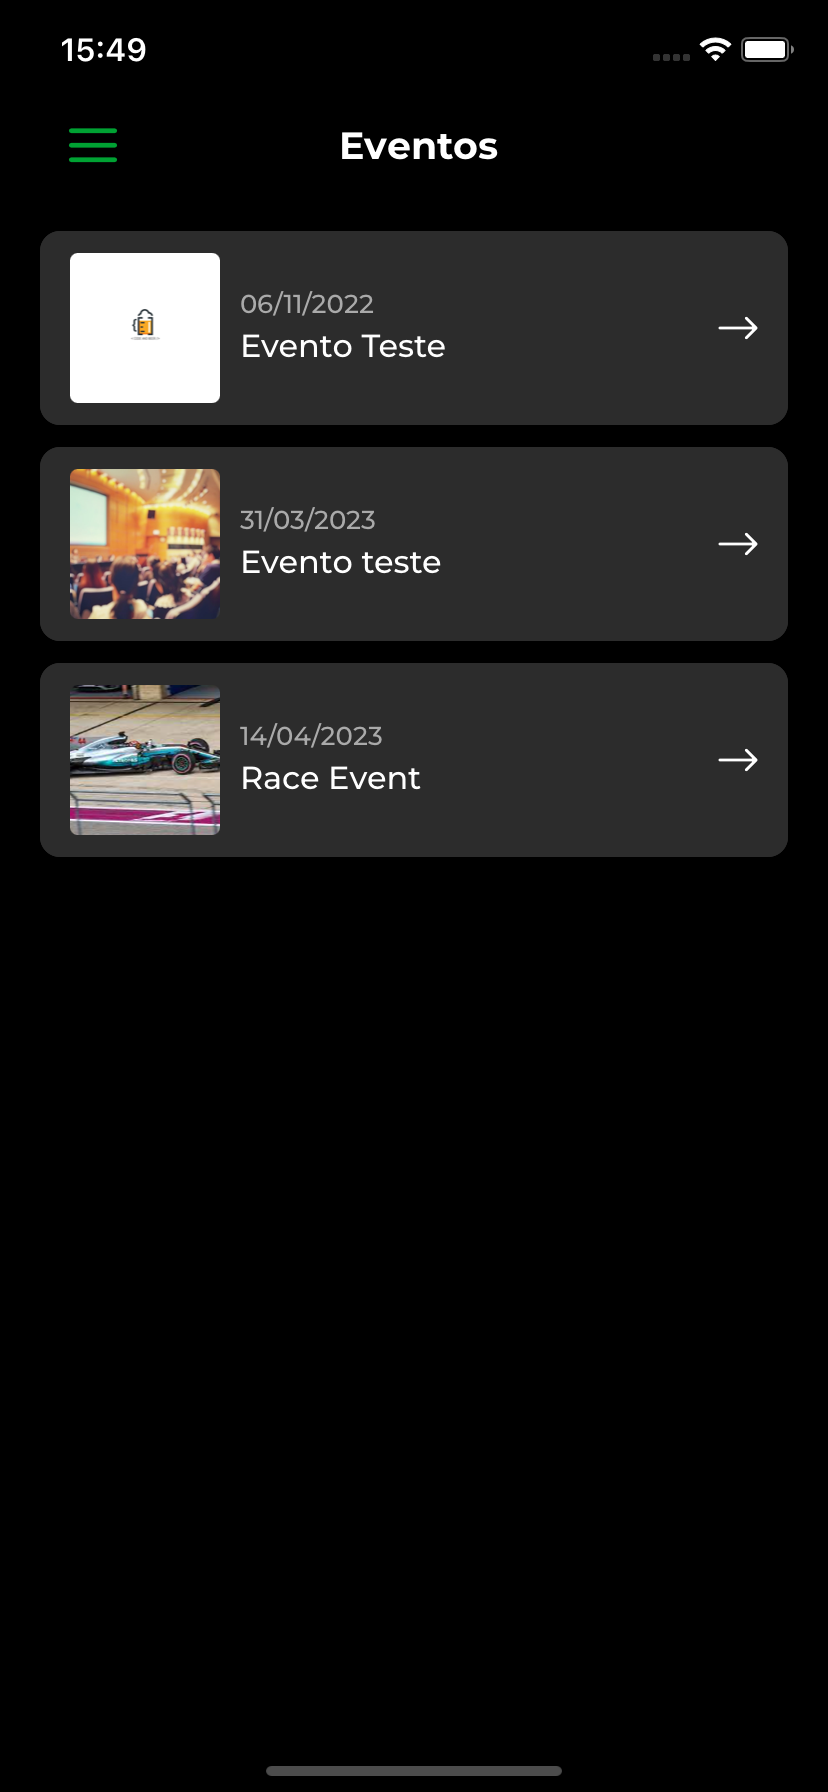 15:49
Eventos
06/11/2022
Evento Teste
31/03/2023
Evento teste
14/04/2023
Race Event